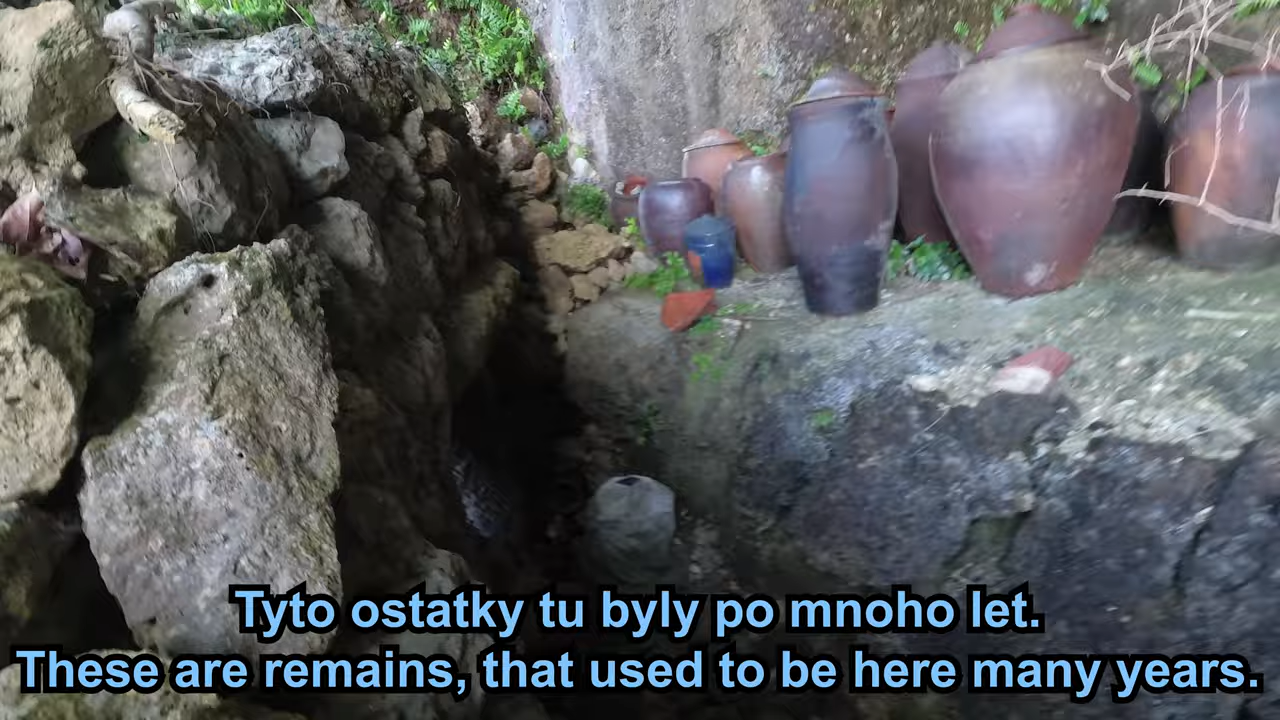 Tyto ostatky tu byly po mnoho let.
These are remains, that used to be here many years.